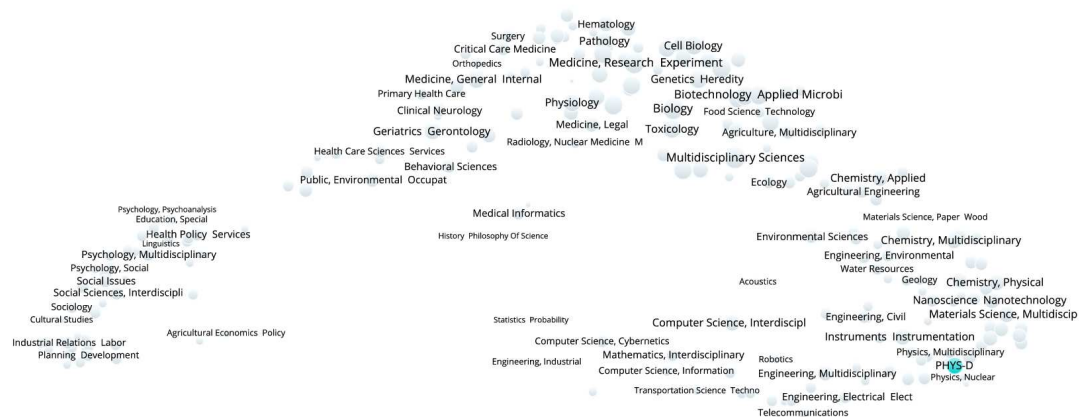 Hematology
Surgery
Pathology
Critical Care Medicine
Cell Biology
Orthopedics
Medicine, Research Experiment
Medicine, General Internal
Genetics Heredity
Primary Health Care
Biotechnology Applied Microbi
Physiology
Clinical Neurology
Biology
Food Science Technology
Medicine, Legal
Geriatrics Gerontology
Toxicology
Agriculture, Multidisciplinary
Radiology, Nuclear Medicine M
Health Care Sciences Services
Multidisciplinary Sciences
Behavioral Sciences
Public, Environmental Occupat
Ecology
Chemistry, Applied
Agricultural Engineering
Psychology, Psychoanalysis
Medical Informatics
Education, Special
Materials Science, Paper Wood
Health Policy Services
History Philosophy Of Science
Environmental Sciences
Linguistics
Chemistry, Multidisciplinary
Psychology, Multidisciplinary
Engineering, Environmental
Psychology, Social
Water Resources
Social Issues
Acoustics
Geology
Chemistry, Physical
Social Sciences, Interdiscipli
Nanoscience Nanotechnology
Sociology
Materials Science, Multidiscip
Cultural Studies
Statistics Probability
Computer Science, Interdiscipl
Engineering, Civil
Agricultural Economics Policy
Instruments Instrumentation
Industrial Relations Labor
Computer Science, Cybernetics
Planning Development
Mathematics, Interdisciplinary
Physics, Multidisciplinary
Engineering, Industrial
Robotics
PHYS-D
Computer Science, Information
Engineering, Multidisciplinary
Physics, Nuclear
Transportation Science Techno
Engineering, Electrical Elect
Telecommunications